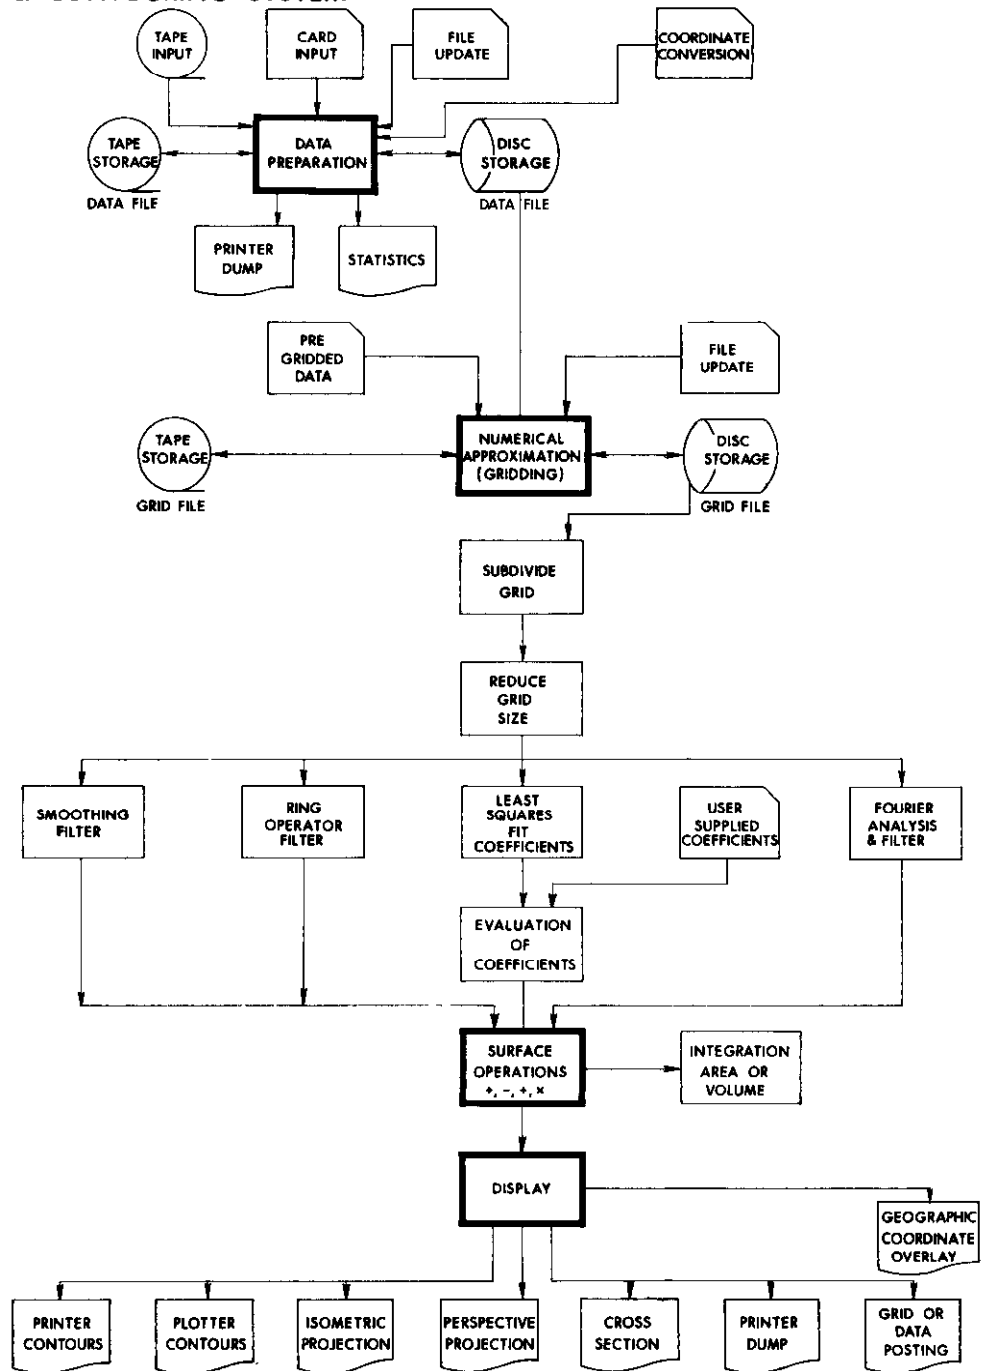 TAPE
INPUT
CARD
INPUT
FILE
UPDATE
COORDINATE
CONVERSION
TAPE
STORAGE
DATA FILE
DATA
PREPARATION
DISC
STORAGE
DATA FILE
PRINTER
DUMP
STATISTICS
PRE
GRIDDED
DATA
FILE
UPDATE
TAPE
STORAGE
GRID FILE
NUMERICAL
APPROXIMATION
(GRIDDING)
DISC
STORAGE
GRID FILE
SUBDIVIDE
GRID
REDUCE
GRID
SIZE
SMOOTHING
FILTER
RING
OPERATOR
FILTER
LEAST
SQUARES
FIT
COEFFICIENTS
USER
SUPPLIED
COEFFICIENTS
FOURIER
ANALYSIS
& FILTER
EVALUATION
OF
COEFFICIENTS
SURFACE
OPERATIONS
+, -, +, ×
INTEGRATION
AREA OR
VOLUME
DISPLAY
GEOGRAPHIC
COORDINATE
OVERLAY
PRINTER
CONTOURS
PLOTTER
CONTOURS
ISOMETRIC
PROJECTION
PERSPECTIVE
PROJECTION
CROSS
SECTION
PRINTER
DUMP
GRID OR
DATA
POSTING